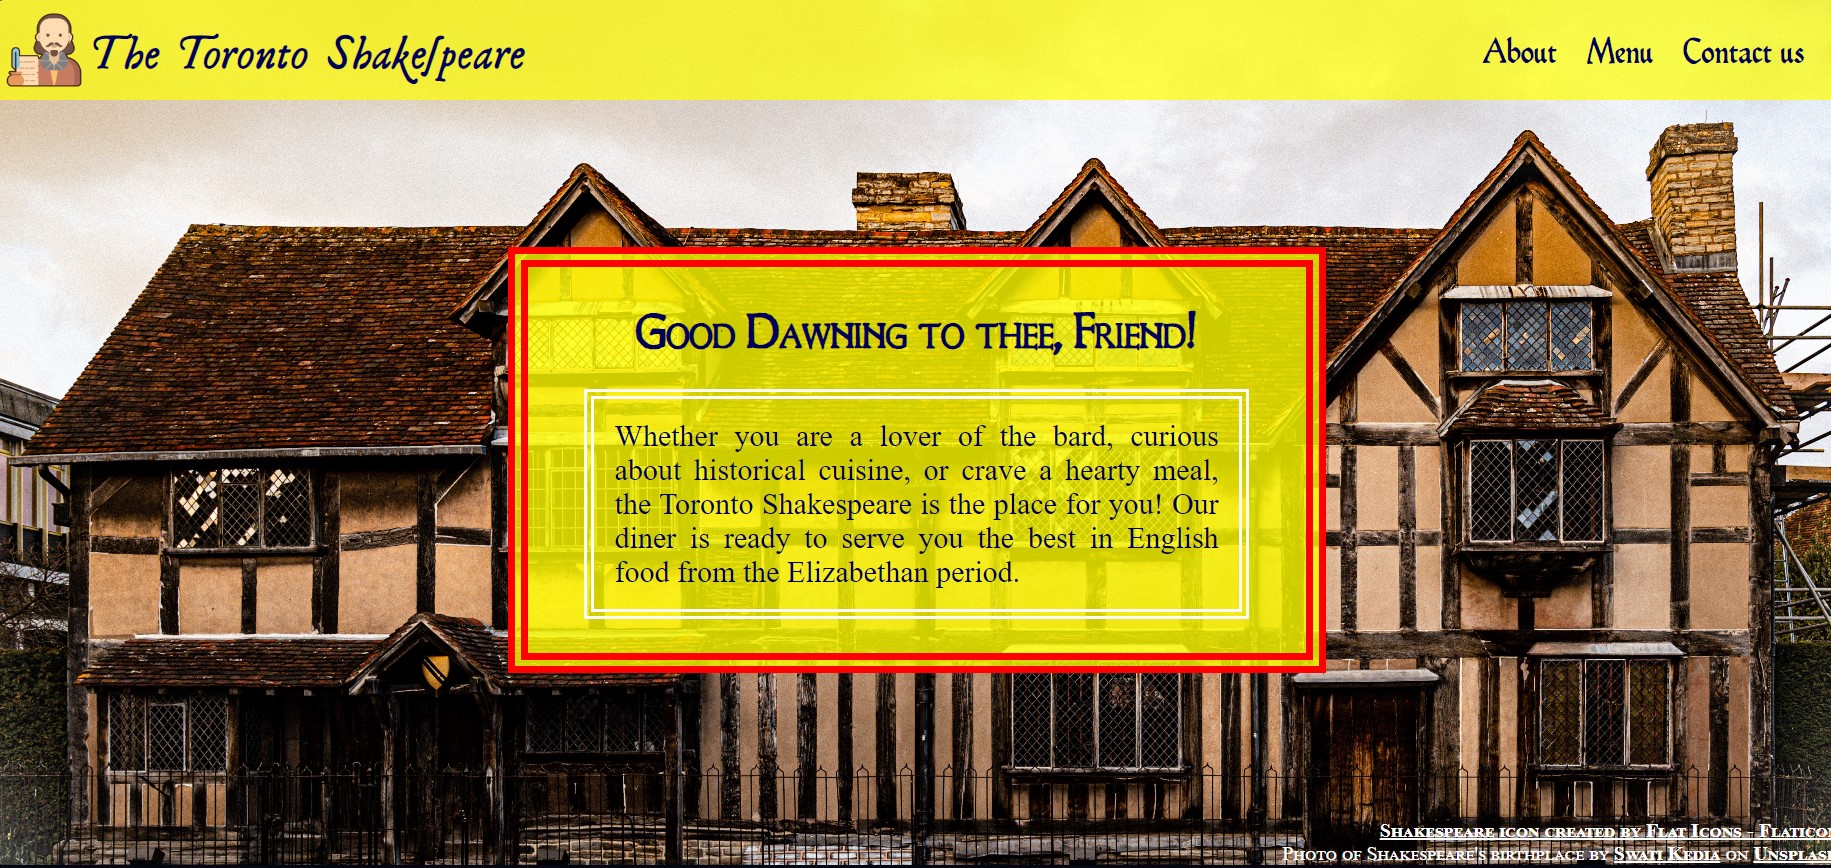 The Toronto Shakeſpeare
About Menu Contact us
Good Dawning to thee, Friend!
Whether you are a lover of the bard, curious
about historical cuisine, or crave a hearty meal,
the Toronto Shakespeare is the place for you! Our
diner is ready to serve you the best in English
food from the Elizabethan period.
Shakespeare icon created by Flat Icons - Flaticon
Photo of Shakespeare's birthplace by Swati Kedia on Unsplas